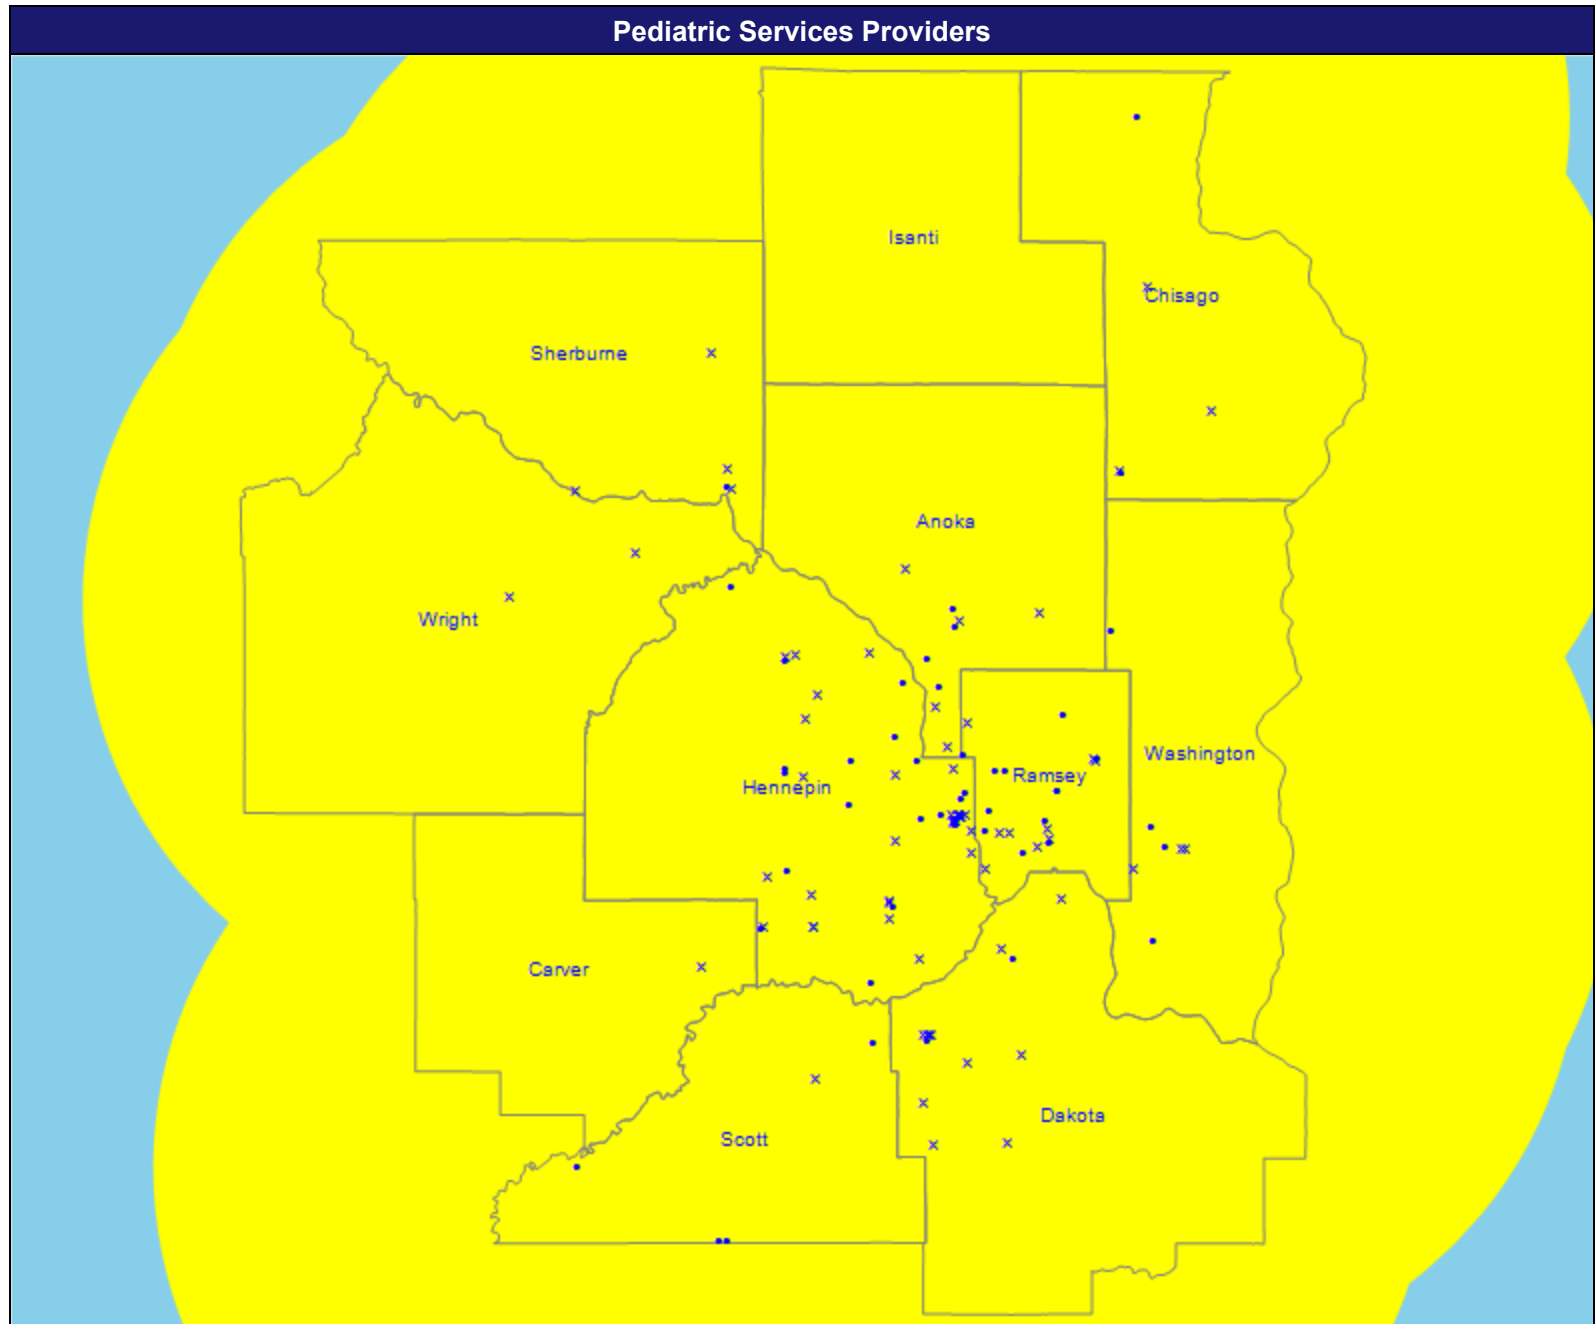 Pediatric Services Providers
Isanti
Chisago
Sherburne
Anoka
Wright
Washington
Ramsey
Hennepin
Carver
Dakota
Scott